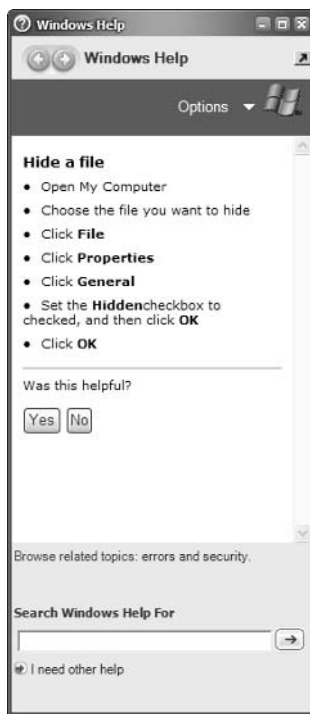 Windows Help
Windows Help
Options
Hide a file
• Open My Computer
• Choose the file you want to hide
• Click File
• Click Properties
• Click General
• Set the Hiddencheckbox to
checked, and then click OK
• Click OK
Was this helpful?
Yes No
Browse related topics: errors and security.
Search Windows Help For
I need other help